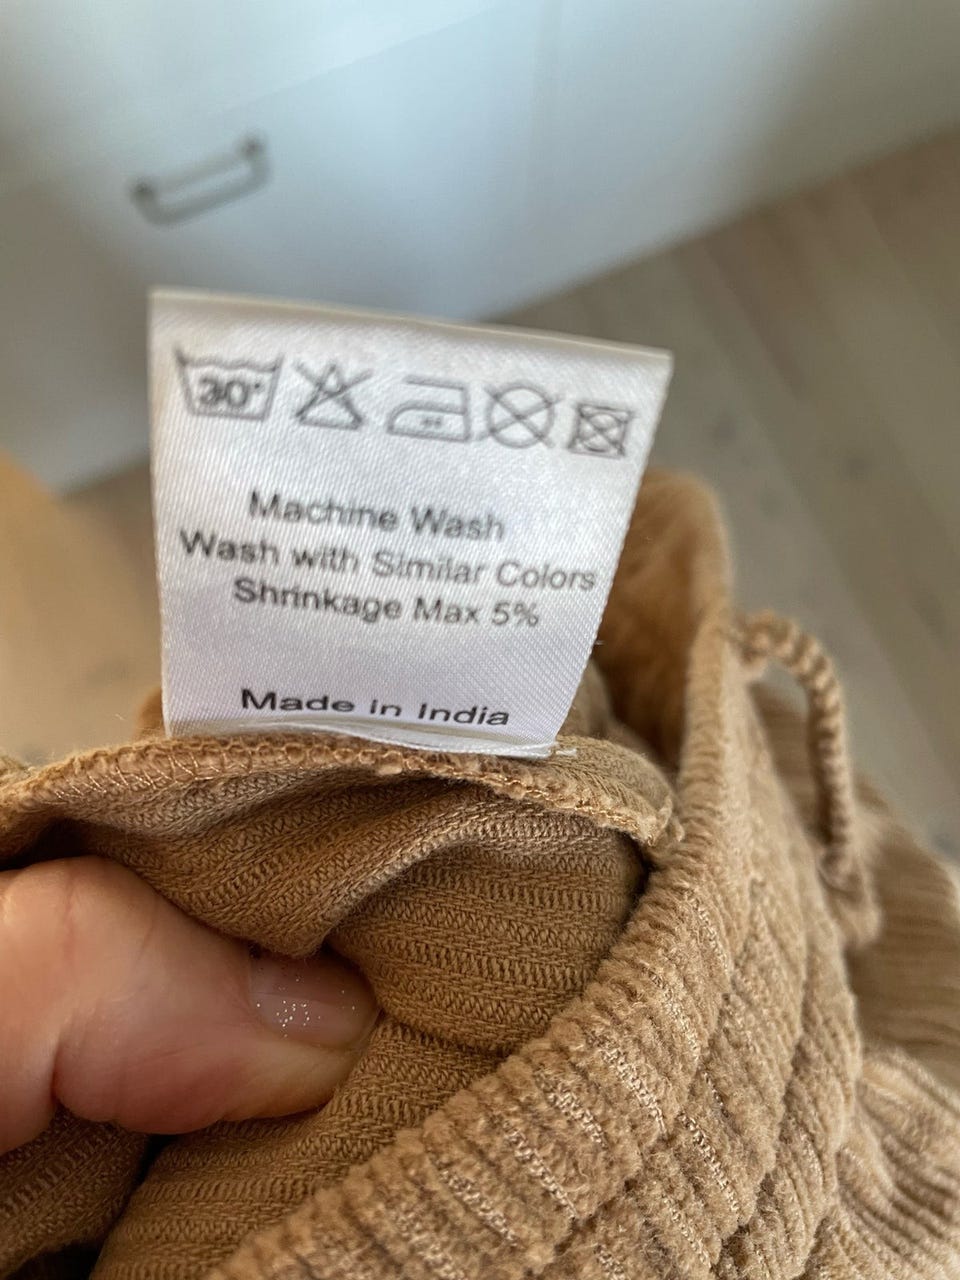 30°
Machine Wash
Wash with Similar Colors
Shrinkage Max 5%
Made in India